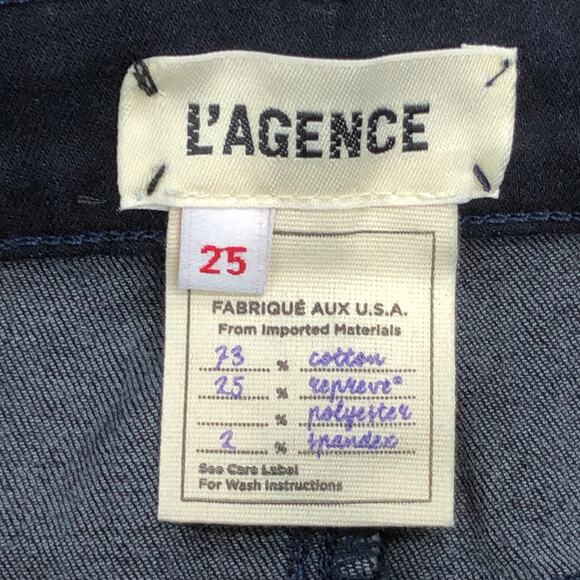 L'AGENCE
25
FABRIQUÉ AUX U.S.A.
From Imported Materials
73 % cotton
25 % repreve®
% polyester
2 % spandex
See Care Label
For Wash Instructions